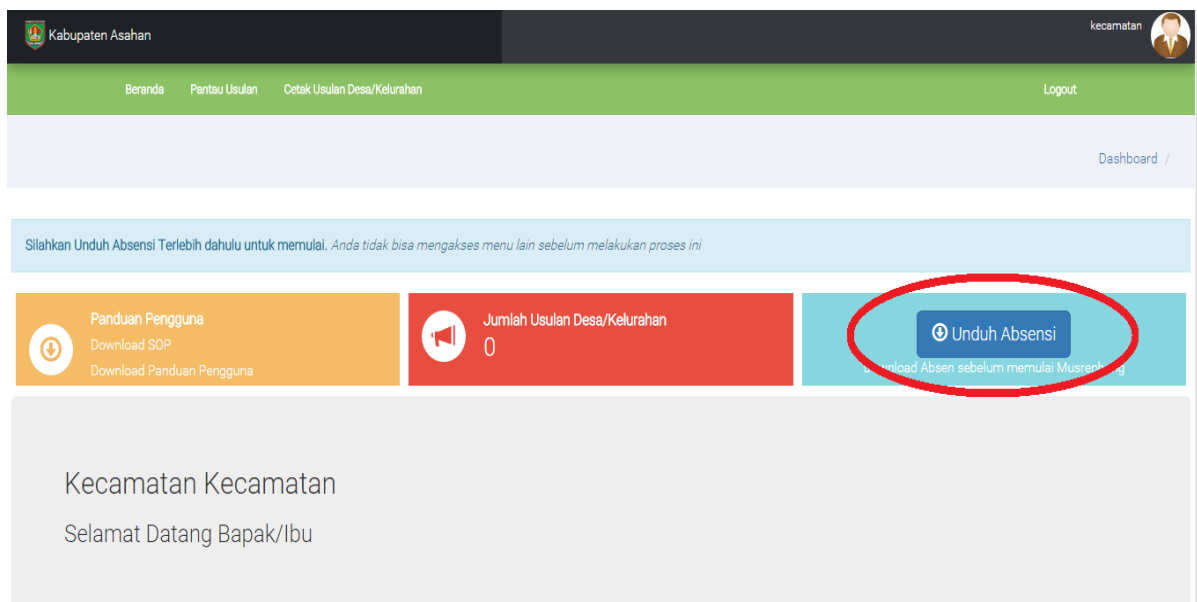 Kabupaten Asahan
kecamatan
Beranda Pantau Usulan Cetak Usulan Desa/Kelurahan Logout
Dashboard /
Silahkan Unduh Absensi Terlebih dahulu untuk memulai. Anda tidak bisa mengakses menu lain sebelum melakukan proses ini
Panduan Pengguna
Download SOP
Download Panduan Pengguna
Jumlah Usulan Desa/Kelurahan
0
Unduh Absensi
Download Absen sebelum memulai Musrenbang
Kecamatan Kecamatan
Selamat Datang Bapak/Ibu